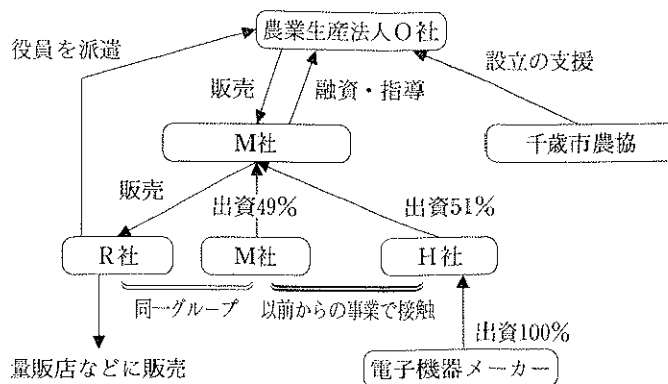 農業生産法人O社
役員を派遣
設立の支援
販売
融資・指導
M社
千歳市農協
販売
出資49%
出資51%
R社
M社
H社
同一グループ
以前からの事業で接触
出資100%
量販店などに販売
電子機器メーカー